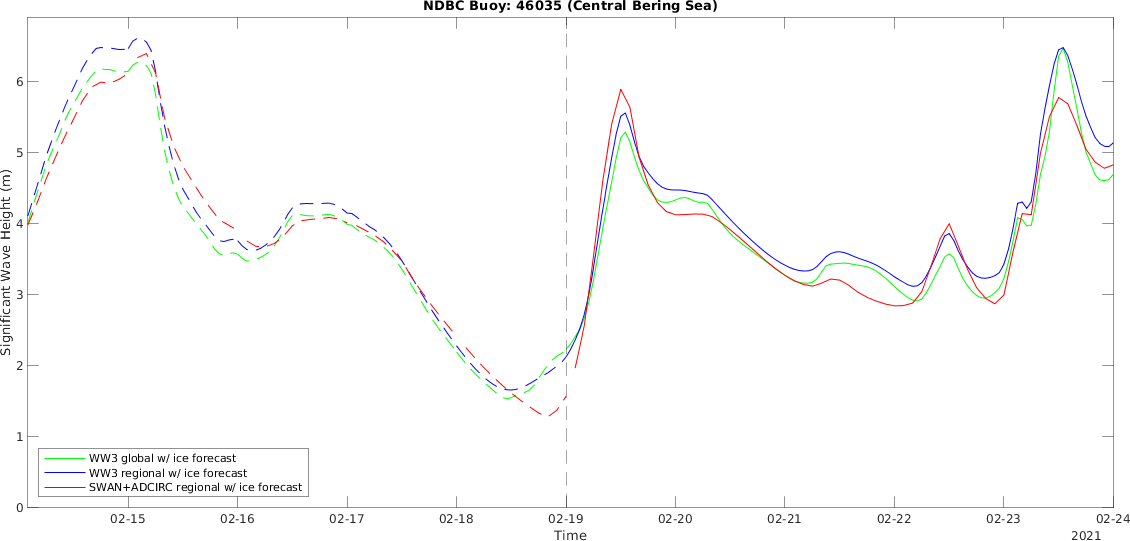 NDBC Buoy: 46035 (Central Bering Sea)
Significant Wave Height (m)
6
5
4
3
2
1
0
WW3 global w/ ice forecast
WW3 regional w/ ice forecast
SWAN+ADCIRC regional w/ ice forecast
02-15 02-16 02-17 02-18 02-19 02-20 02-21 02-22 02-23 02-24
Time
2021